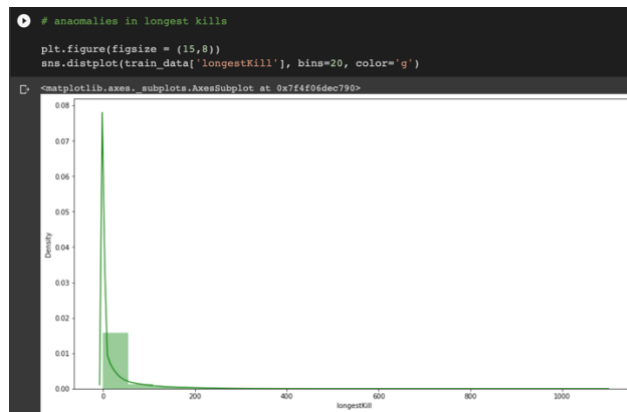 # anaomalies in longest kills
plt.figure(figsize = (15,8))
sns.distplot(train_data['longestKill'], bins=20, color='g')
<matplotlib.axes._subplots.AxesSubplot at 0x7f4f06dec790>
0.08
0.07
0.06
0.05
0.04
0.03
0.02
0.01
0.00
Density
0
200
400
600
800
1000
longestKill